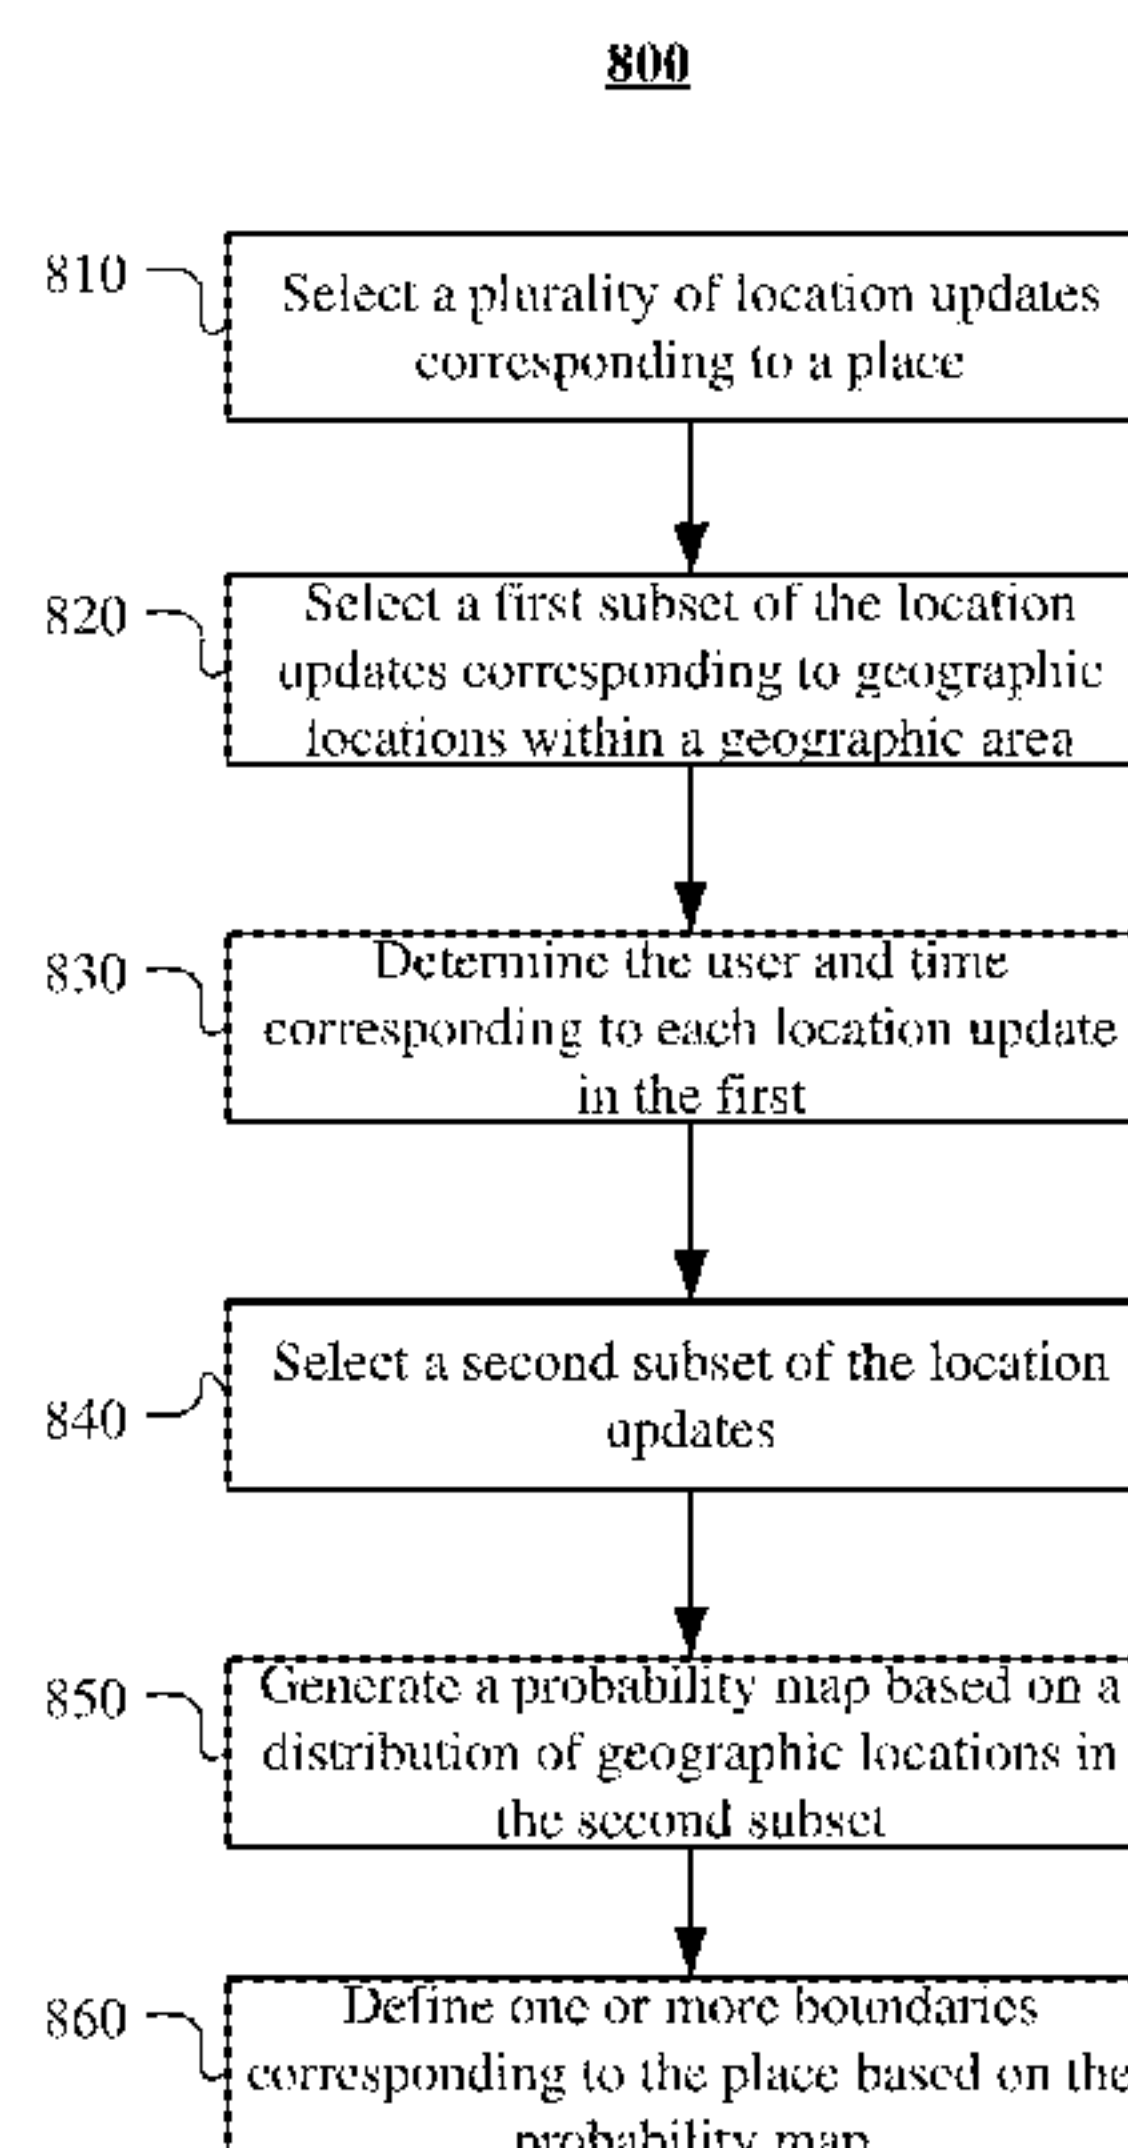 800
810
Select a plurality of location updates
corresponding to a place
820
Select a first subset of the location
updates corresponding to geographic
locations within a geographic area
830
Determine the user and time
corresponding to each location update
in the first
840
Select a second subset of the location
updates
850
Generate a probability map based on a
distribution of geographic locations in
the second subset
860
Define one or more boundaries
corresponding to the place based on the
probability map